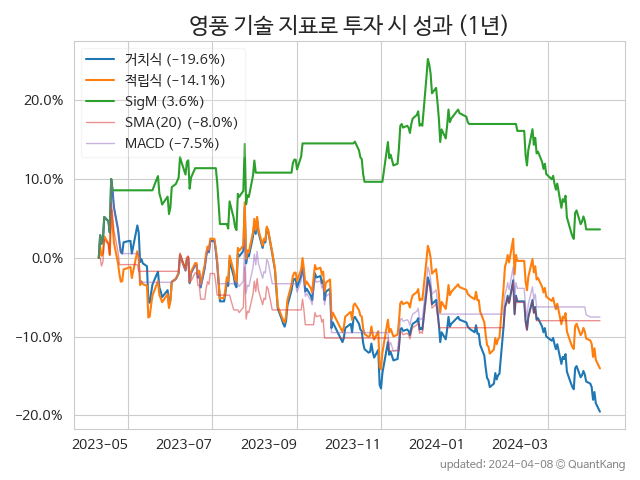 영풍 기술 지표로 투자 시 성과 (1년)
거치식 (−19.6%)
적립식 (−14.1%)
SigM (3.6%)
SMA(20) (−8.0%)
MACD (−7.5%)
20.0%
10.0%
0.0%
−10.0%
−20.0%
2023-05 2023-07 2023-09 2023-11 2024-01 2024-03
updated: 2024-04-08 © QuantKang